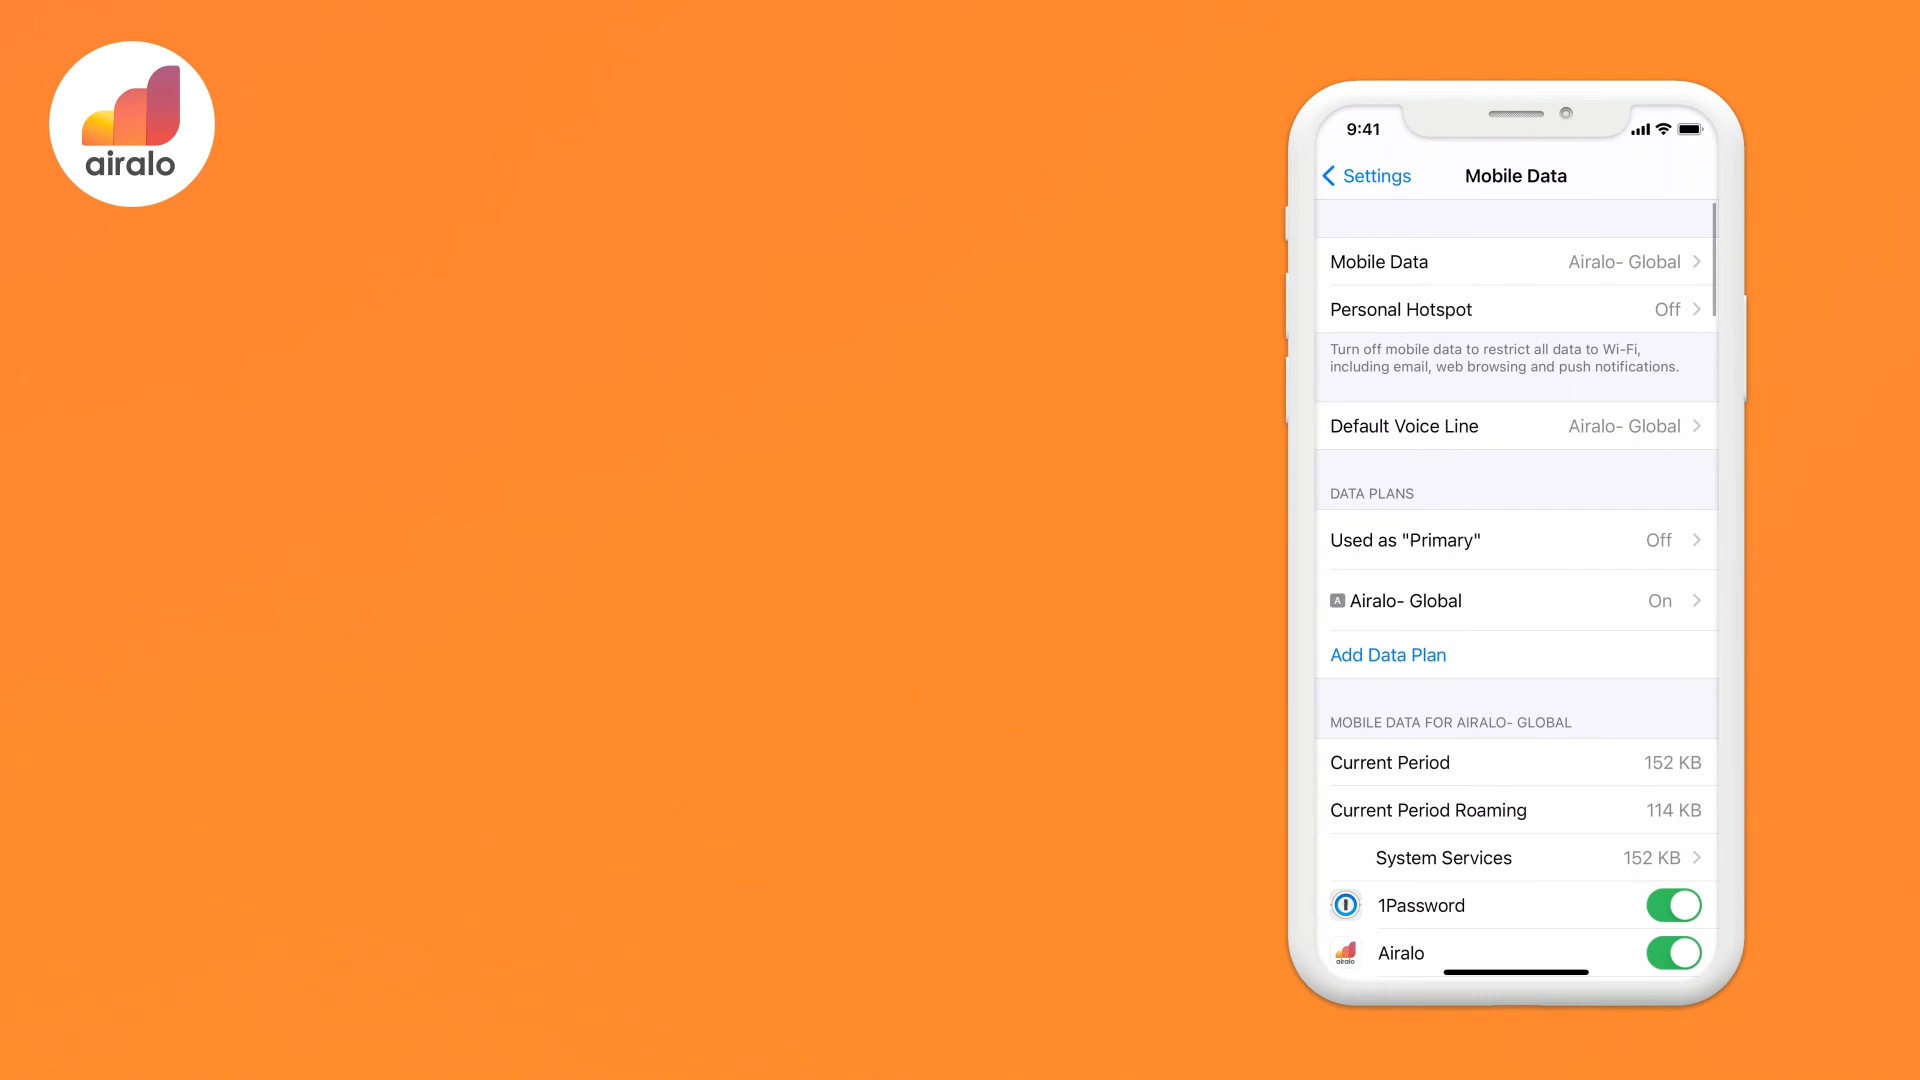 airalo
9:41
Settings
Mobile Data
Mobile Data Airalo- Global
Personal Hotspot Off
Turn off mobile data to restrict all data to Wi-Fi,
including email, web browsing and push notifications.
Default Voice Line Airalo- Global
DATA PLANS
Used as "Primary" Off
A Airalo- Global On
Add Data Plan
MOBILE DATA FOR AIRALO- GLOBAL
Current Period 152 KB
Current Period Roaming 114 KB
System Services 152 KB
1Password
airalo Airalo